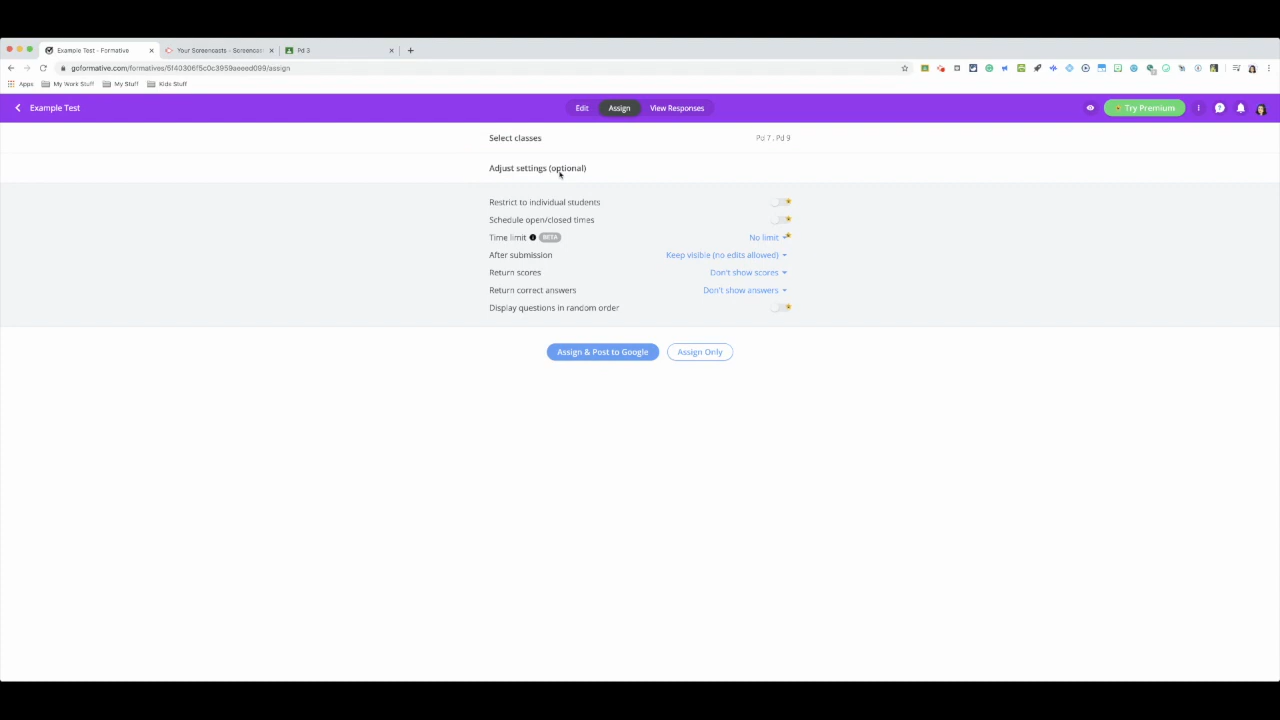 Example Test - Formative
Your Screencasts - Screencas
Pd 3
goformative.com/formatives/5f40306f5c0c3959aeeed099/assign
Apps My Work Stuff My Stuff Kids Stuff
Example Test Edit Assign View Responses Try Premium
Select classes Pd 7 , Pd 9
Adjust settings (optional)
Restrict to individual students
Schedule open/closed times
Time limit BETA No limit
After submission Keep visible (no edits allowed)
Return scores Don't show scores
Return correct answers Don't show answers
Display questions in random order
Assign & Post to Google Assign Only